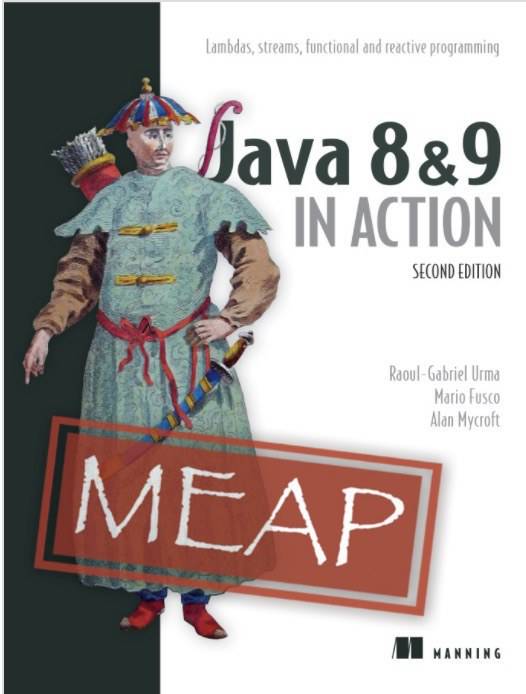 Lambdas, streams, functional and reactive programming
Java 8 & 9
IN ACTION
SECOND EDITION
Raoul-Gabriel Urma
Mario Fusco
Alan Mycroft
MEAP
MANNING